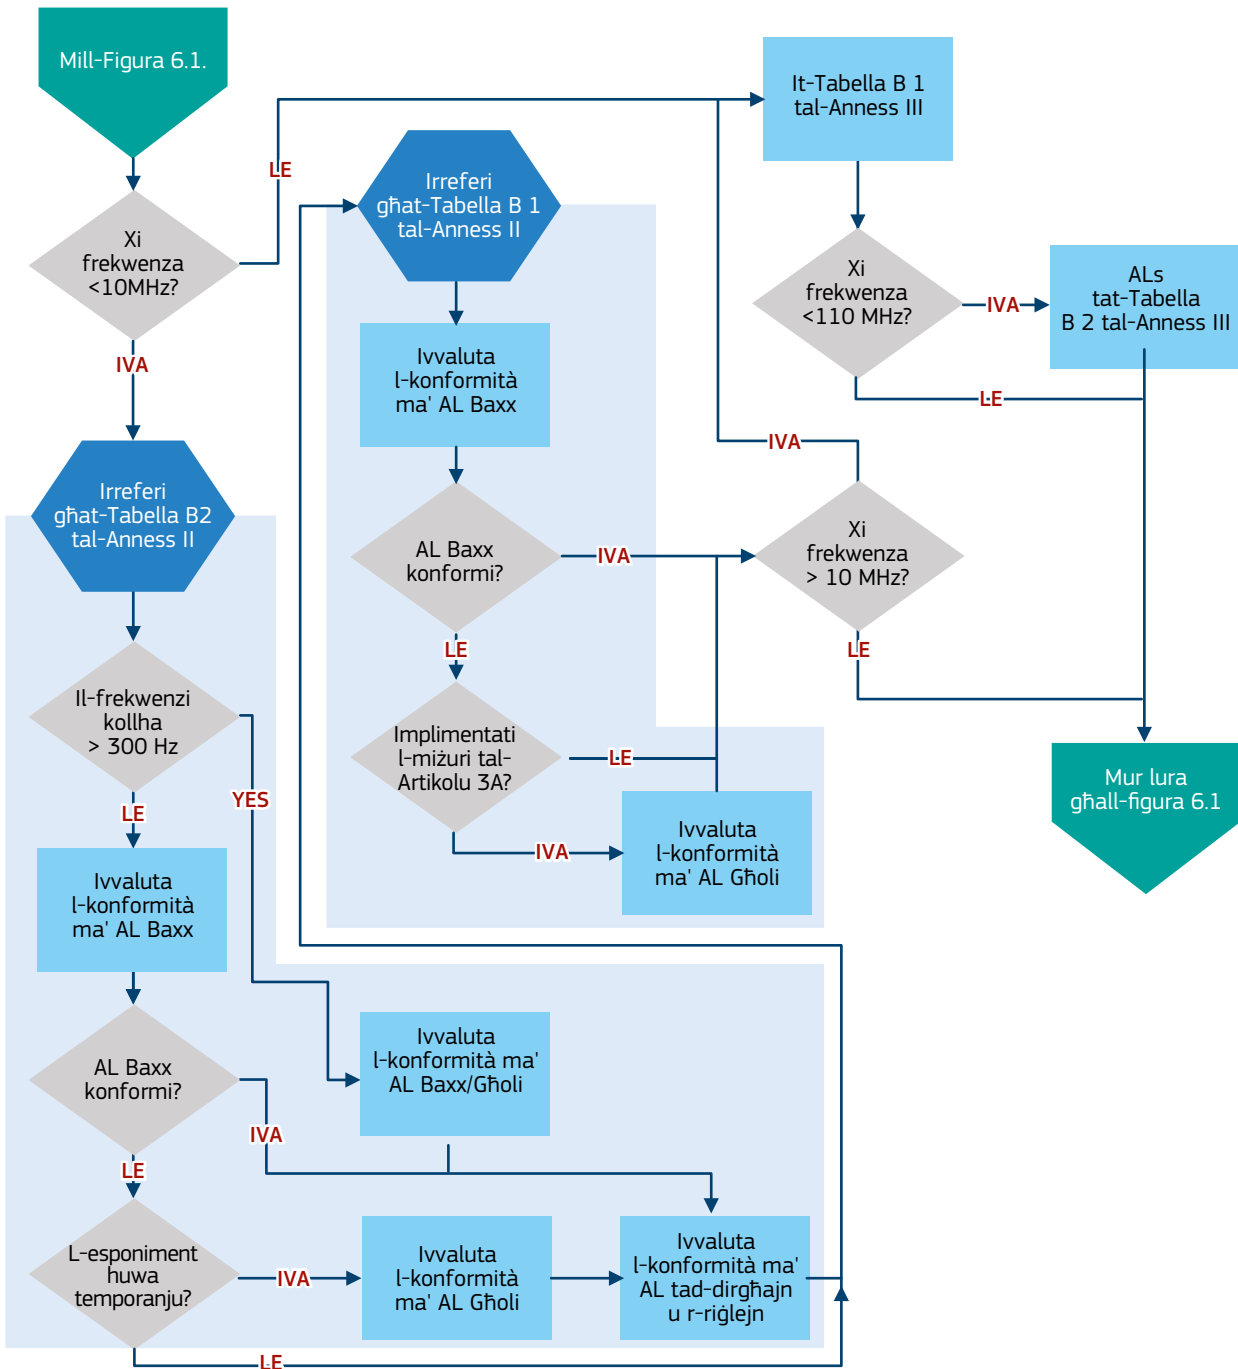 Mill-Figura 6.1.
Xi
frekwenza
<10MHz?
LE
IVA
Irreferi
għat-Tabella B2
tal-Anness II
Il-frekwenzi
kollha
> 300 Hz
YES
LE
Ivvaluta
l-konformità
ma' AL Baxx
AL Baxx
konformi?
IVA
LE
L-esponiment
huwa
temporanju?
IVA
LE
Ivvaluta
l-konformità
ma' AL Għoli
Ivvaluta
l-konformità ma'
AL Baxx/Għoli
Ivvaluta
l-konformità ma'
AL tad-dirgħajn
u r-riġlejn
Irreferi
għat-Tabella B 1
tal-Anness II
Ivvaluta
l-konformità
ma' AL Baxx
AL Baxx
konformi?
IVA
LE
Implimentati
l-miżuri tal-
Artikolu 3A?
LE
IVA
Ivvaluta
l-konformità
ma' AL Għoli
Xi
frekwenza
> 10 MHz?
IVA
LE
It-Tabella B 1
tal-Anness III
Xi
frekwenza
<110 MHz?
IVA
LE
ALs
tat-Tabella
B 2 tal-Anness III
Mur lura
għall-figura 6.1